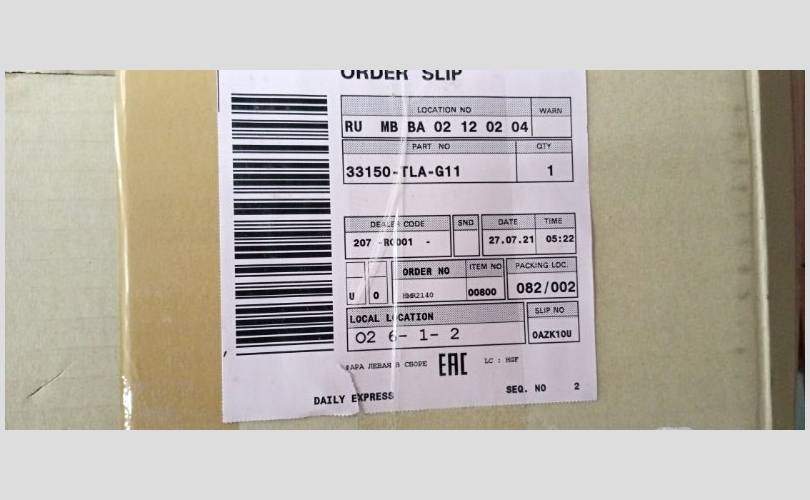 ORDER SLIP
LOCATION NO WARN
RU MB BA 02 12 02 04
PART NO QTY
33150-TLA-G11 1
DEALER CODE SND DATE TIME
207 -R0001 - 27.07.21 05:22
ORDER NO ITEM NO PACKING LOC.
U 0 00800 082/002
LOCAL LOCATION SLIP NO
02 6- 1- 2 0AZK10U
ФАРА ЛЕВАЯ В СБОРЕ EAC LC : HGF
DAILY EXPRESS SEQ. NO 2